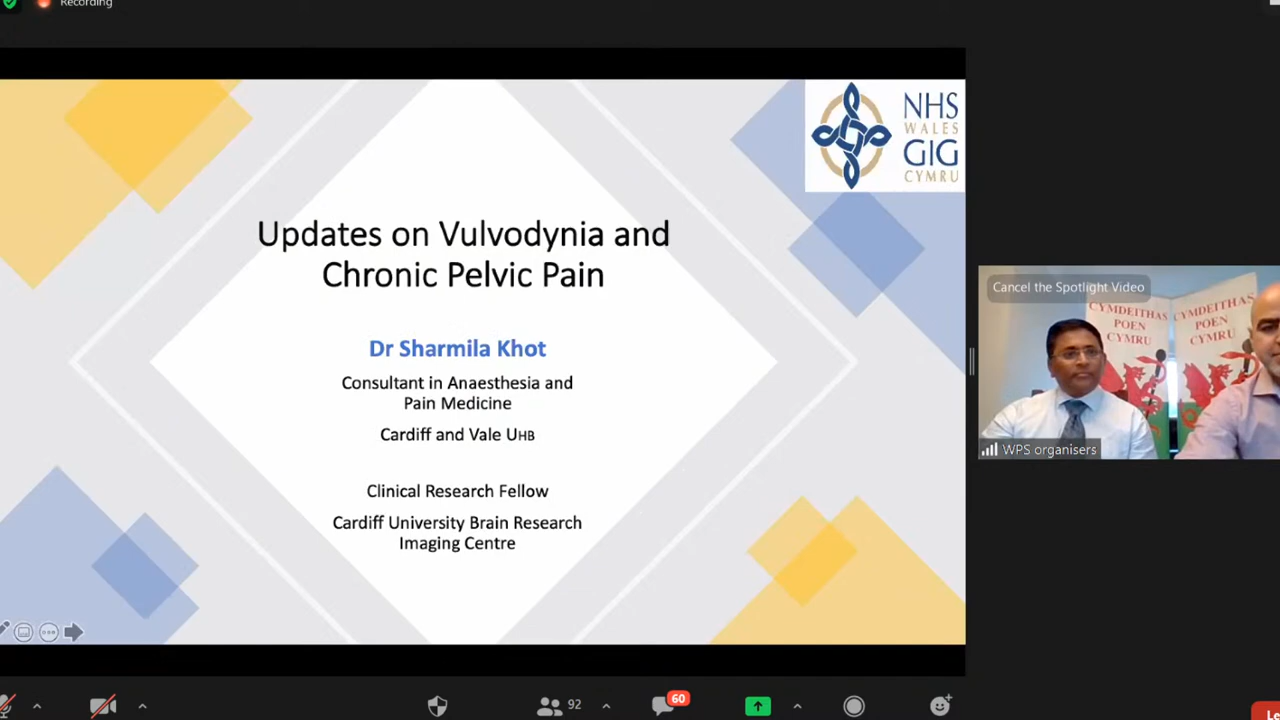 Recording
NHS
WALES
GIG
CYMRU
Updates on Vulvodynia and
Chronic Pelvic Pain
Dr Sharmila Khot
Consultant in Anaesthesia and
Pain Medicine
Cardiff and Vale UHB
Clinical Research Fellow
Cardiff University Brain Research
Imaging Centre
Cancel the Spotlight Video
CYMDEITHAS
POEN
CYMRU
CYMDEITHAS
POEN
CYMRU
WPS organisers
92
60